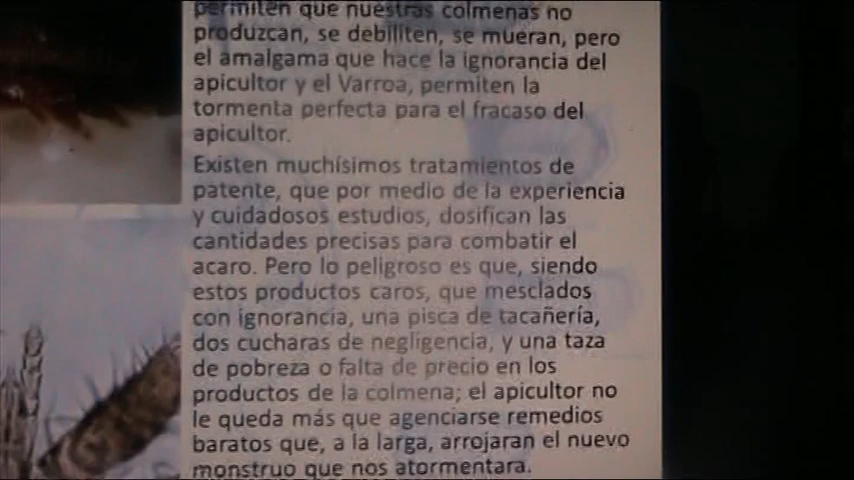 permiten que nuestras colmenas no
produzcan, se debiliten, se mueran, pero
el amalgama que hace la ignorancia del
apicultor y el Varroa, permiten la
tormenta perfecta para el fracaso del
apicultor.
Existen muchísimos tratamientos de
patente, que por medio de la experiencia
y cuidadosos estudios, dosifican las
cantidades precisas para combatir el
acaro. Pero lo peligroso es que, siendo
estos productos caros, que mesclados
con ignorancia, una pisca de tacañería,
dos cucharas de negligencia, y una taza
de pobreza o falta de precio en los
productos de la colmena; el apicultor no
le queda más que agenciarse remedios
baratos que, a la larga, arrojaran el nuevo
monstruo que nos atormentara.